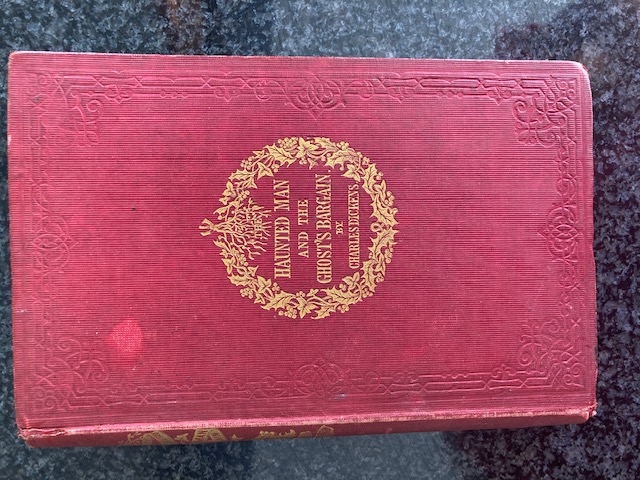 THE
HAUNTED MAN
AND THE
GHOST'S BARGAIN.
BY
CHARLES DICKENS.